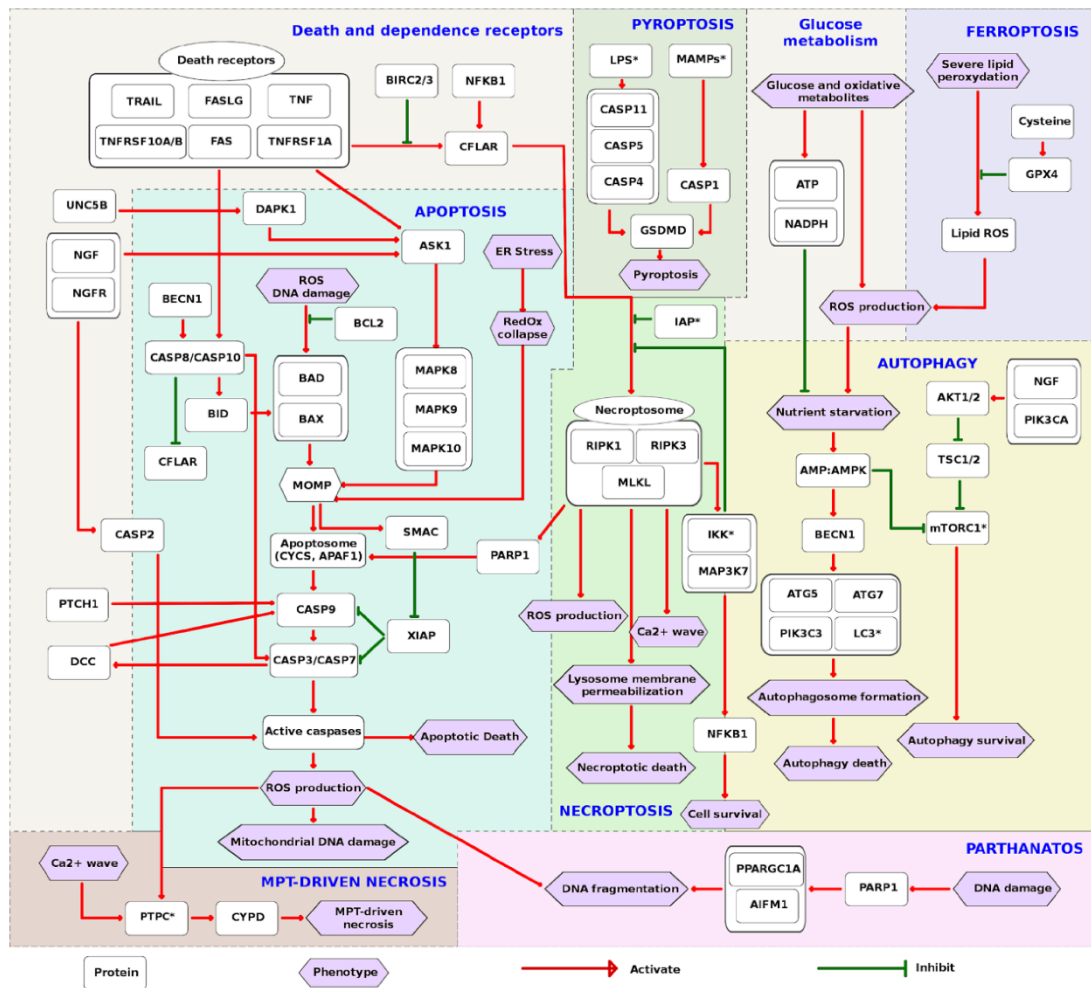 Death and dependence receptors
Death receptors
TRAIL
FASLG
TNF
TNFRSF10A/B
FAS
TNFRSF1A
BIRC2/3
NFKB1
CFLAR
PYROPTOSIS
LPS*
MAMPs*
CASP11
CASP5
CASP4
CASP1
GSDMD
Pyroptosis
Glucose
metabolism
Glucose and oxidative
metabolites
ATP
NADPH
ROS production
FERROPTOSIS
Severe lipid
peroxydation
Cysteine
GPX4
Lipid ROS
UNC5B
NGF
NGFR
CASP2
PTCH1
DCC
APOPTOSIS
DAPK1
ASK1
ER Stress
ROS
DNA damage
BECN1
BCL2
RedOx
collapse
CASP8/CASP10
BAD
BAX
BID
CFLAR
MAPK8
MAPK9
MAPK10
MOMP
SMAC
Apoptosome
(CYCS, APAF1)
CASP9
XIAP
CASP3/CASP7
Active caspases
Apoptotic Death
ROS production
Mitochondrial DNA damage
IAP*
Necroptosome
RIPK1
RIPK3
MLKL
PARP1
IKK*
MAP3K7
ROS production
Ca2+ wave
Lysosome membrane
permeabilization
NFKB1
Necroptotic death
Cell survival
NECROPTOSIS
AUTOPHAGY
NGF
PIK3CA
AKT1/2
Nutrient starvation
TSC1/2
AMP:AMPK
mTORC1*
BECN1
ATG5
ATG7
PIK3C3
LC3*
Autophagosome formation
Autophagy survival
Autophagy death
Ca2+ wave
MPT-DRIVEN NECROSIS
PTPC*
CYPD
MPT-driven
necrosis
PARTHANATOS
DNA fragmentation
PPARGC1A
AIFM1
PARP1
DNA damage
Protein
Phenotype
Activate
Inhibit